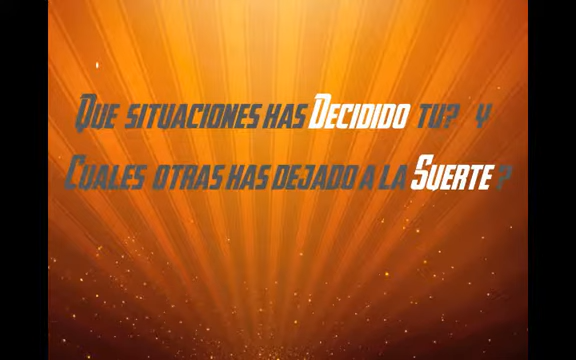 Que situaciones has Decidido tu? y
Cuales otras has dejado a la Suerte?